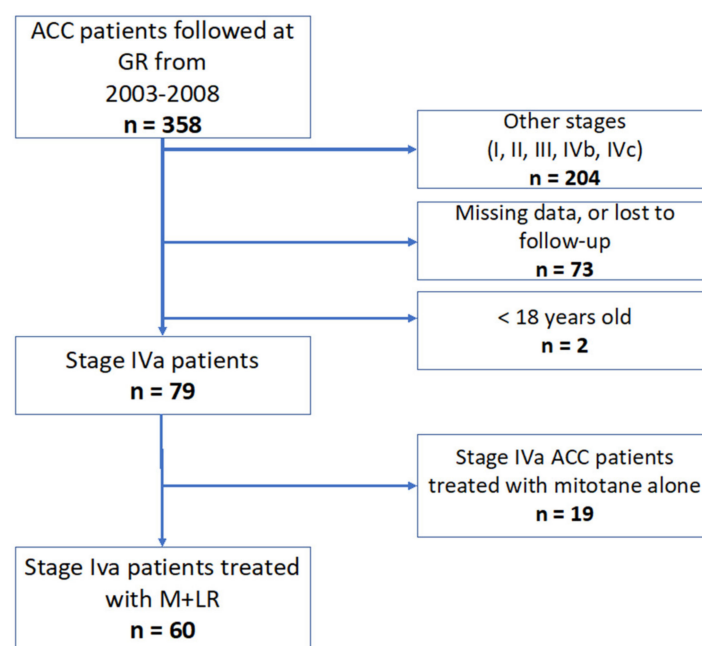 ACC patients followed at
GR from
2003-2008
n = 358
Other stages
(I, II, III, IVb, IVc)
n = 204
Missing data, or lost to
follow-up
n = 73
< 18 years old
n = 2
Stage IVa patients
n = 79
Stage IVa ACC patients
treated with mitotane alone
n = 19
Stage Iva patients treated
with M+LR
n = 60